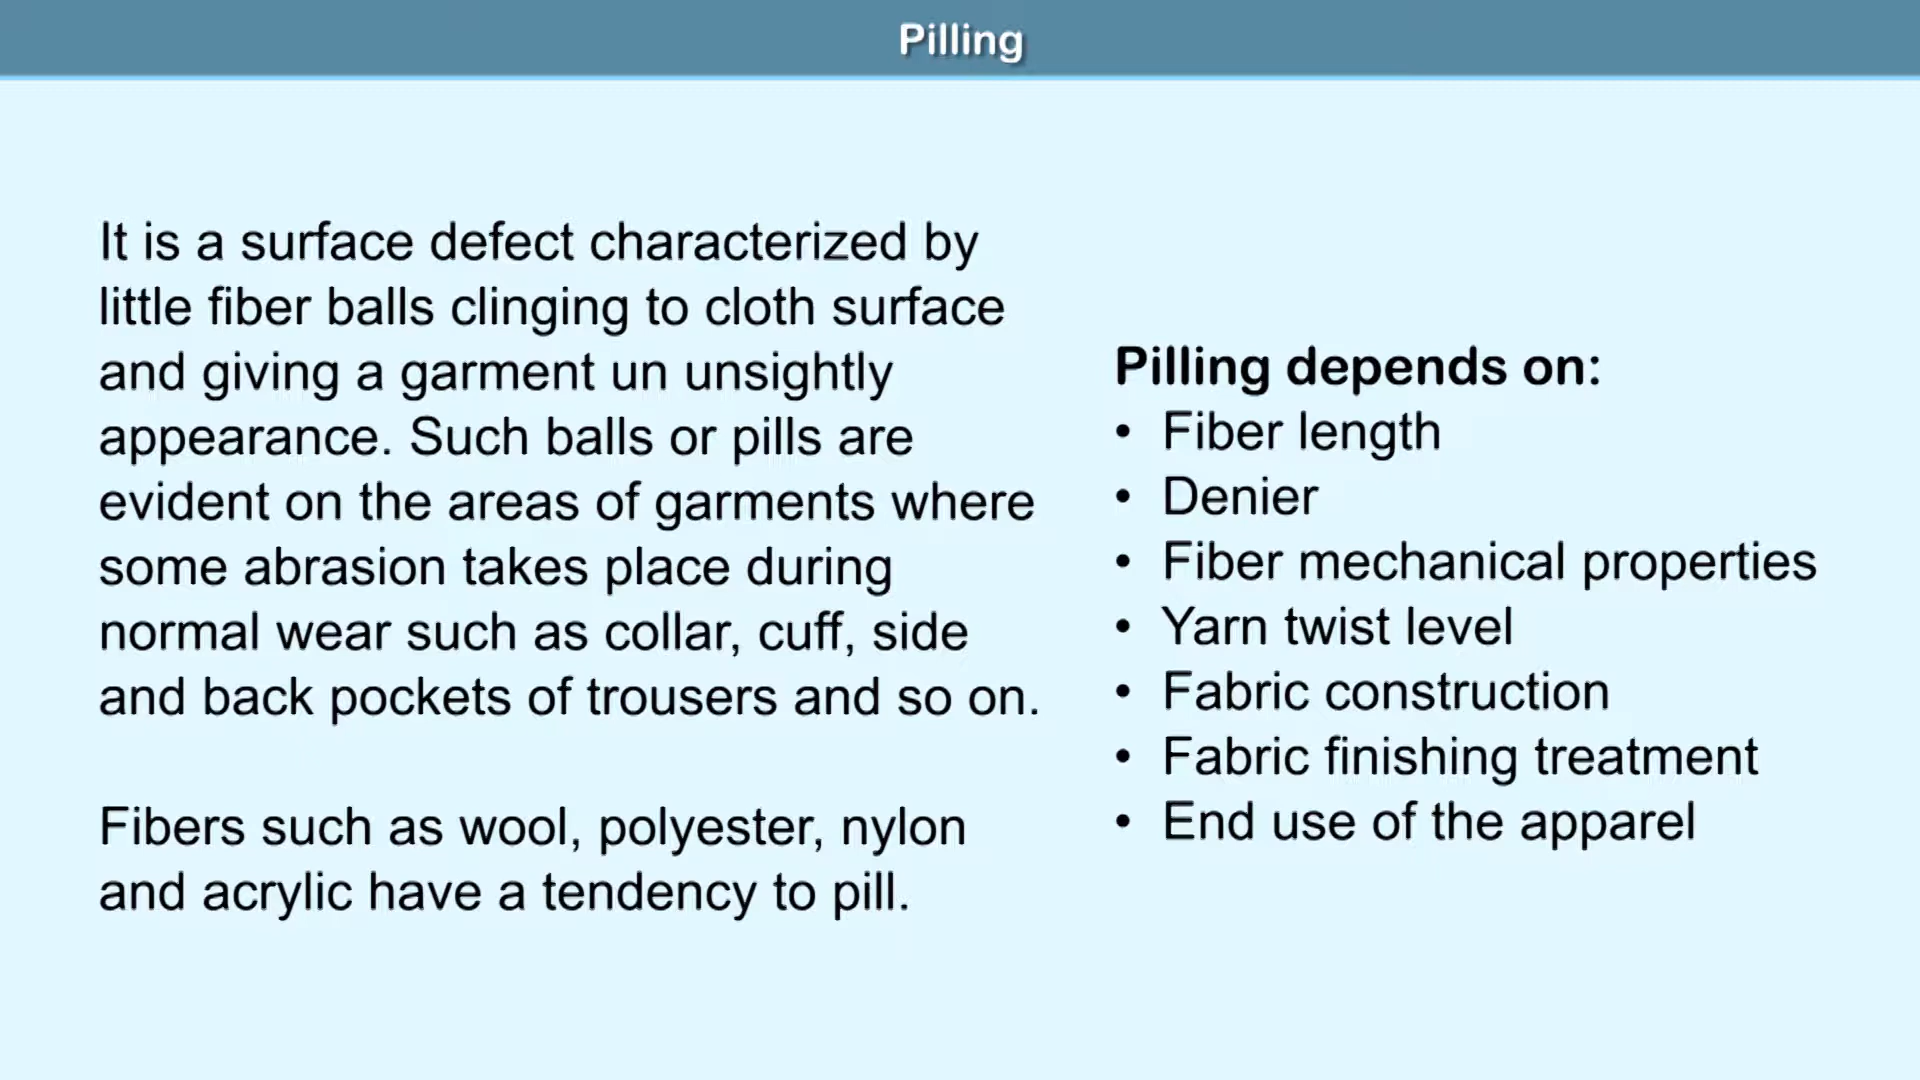 Pilling
It is a surface defect characterized by
little fiber balls clinging to cloth surface
and giving a garment un unsightly
appearance. Such balls or pills are
evident on the areas of garments where
some abrasion takes place during
normal wear such as collar, cuff, side
and back pockets of trousers and so on.
Fibers such as wool, polyester, nylon
and acrylic have a tendency to pill.
Pilling depends on:
• Fiber length
• Denier
• Fiber mechanical properties
• Yarn twist level
• Fabric construction
• Fabric finishing treatment
• End use of the apparel